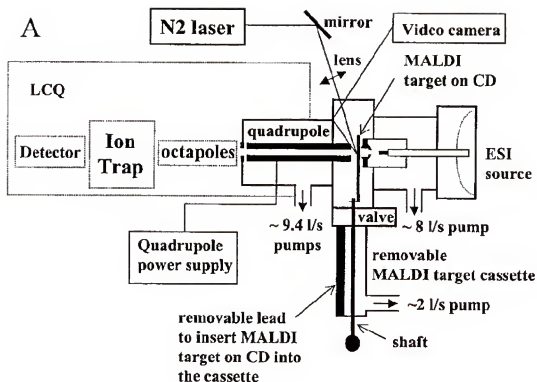 A
N2 laser
mirror
Video camera
lens
MALDI
target on CD
LCQ
quadrupole
Detector
Ion
Trap
octapoles
ESI
source
valve
~ 9.4 l/s
pumps
~ 8 l/s pump
Quadrupole
power supply
removable
MALDI target cassette
~2 l/s pump
removable lead
to insert MALDI
target on CD into
the cassette
shaft